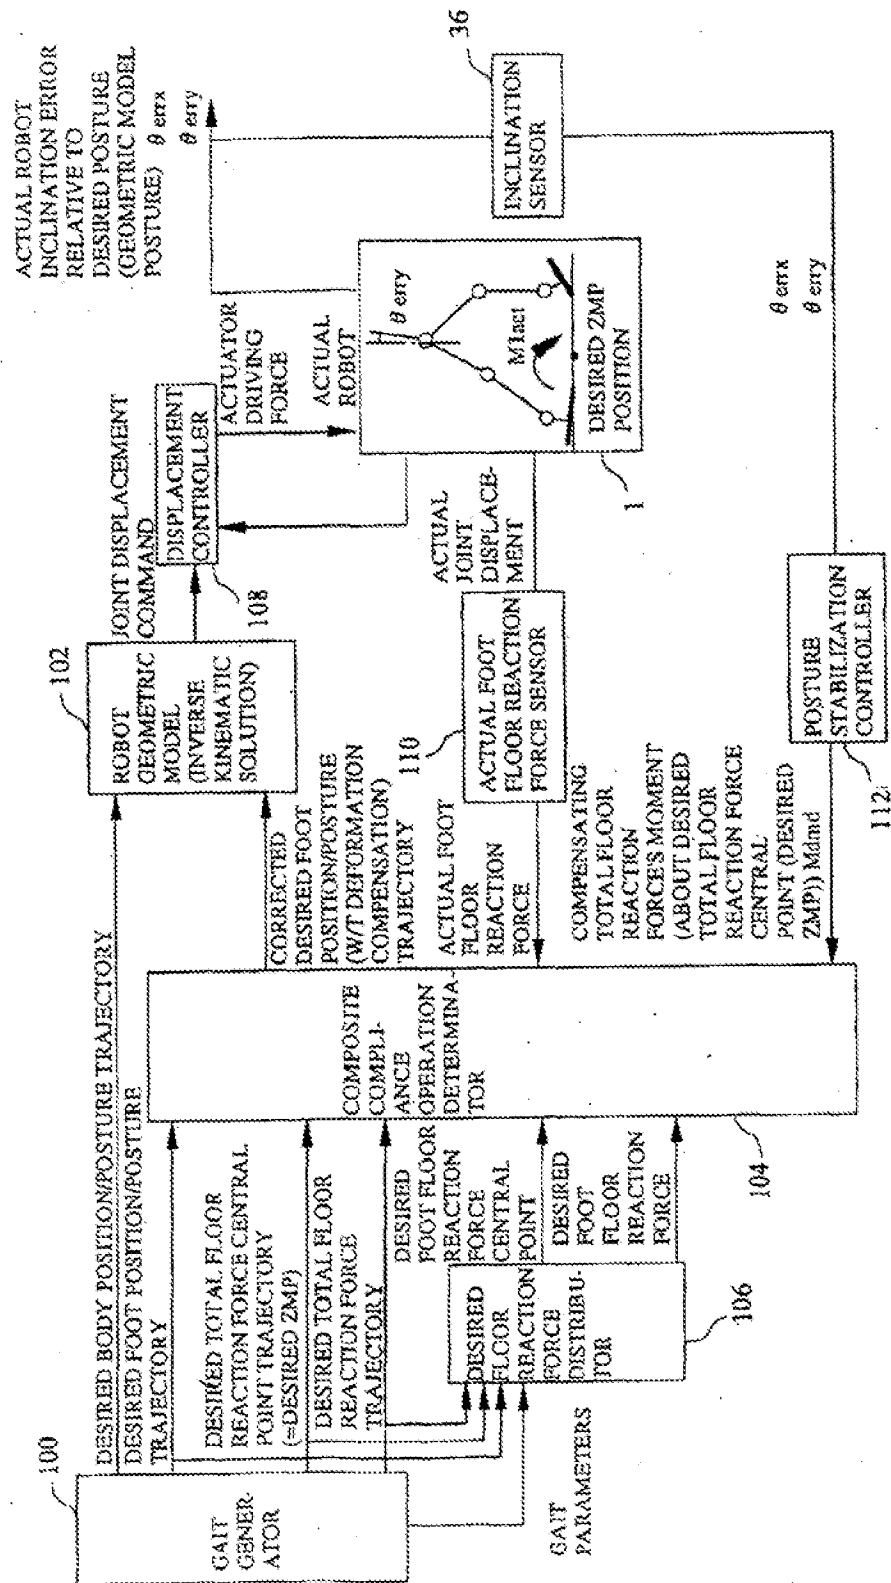 100
GAIT
GENER-
ATOR
DESIRED BODY POSITION/POSTURE TRAJECTORY
DESIRED FOOT POSITION/POSTURE
TRAJECTORY
DESIRED TOTAL FLOOR
REACTION FORCE CENTRAL
POINT TRAJECTORY
(=DESIRED ZMP)
DESIRED TOTAL FLOOR
REACTION FORCE
TRAJECTORY
GAIT
PARAMETERS
DESIRED
FLOOR
REACTION
FORCE
DISTRIBU-
TOR
106
DESIRED
FOOT FLOOR
REACTION
FORCE
CENTRAL
POINT
DESIRED
FOOT
FLOOR
REACTION
FORCE
COMPOSITE
COMPLI-
ANCE
OPERATION
DETERMINA-
TOR
104
CORRECTED
DESIRED FOOT
POSITION/POSTURE
(W/T DEFORMATION
COMPENSATION)
TRAJECTORY
102
ROBOT
GEOMETRIC
MODEL
(INVERSE
KINEMATIC
SOLUTION)
JOINT DISPLACEMENT
COMMAND
DISPLACEMENT
CONTROLLER
108
ACTUATOR
DRIVING
FORCE
ACTUAL
ROBOT
ACTUAL ROBOT
INCLINATION ERROR
RELATIVE TO
DESIRED POSTURE
(GEOMETRIC MODEL
POSTURE) θ errx
θ erry
θ erry
M1act
DESIRED ZMP
POSITION
1
ACTUAL
JOINT
DISPLACE-
MENT
110
ACTUAL FOOT
FLOOR REACTION
FORCE SENSOR
ACTUAL FOOT
FLOOR
REACTION
FORCE
36
INCLINATION
SENSOR
θ errx
θ erry
POSTURE
STABILIZATION
CONTROLLER
112
COMPENSATING
TOTAL FLOOR
REACTION
FORCE'S MOMENT
(ABOUT DESIRED
TOTAL FLOOR
REACTION FORCE
CENTRAL
POINT (DESIRED
ZMP)) Mdmd